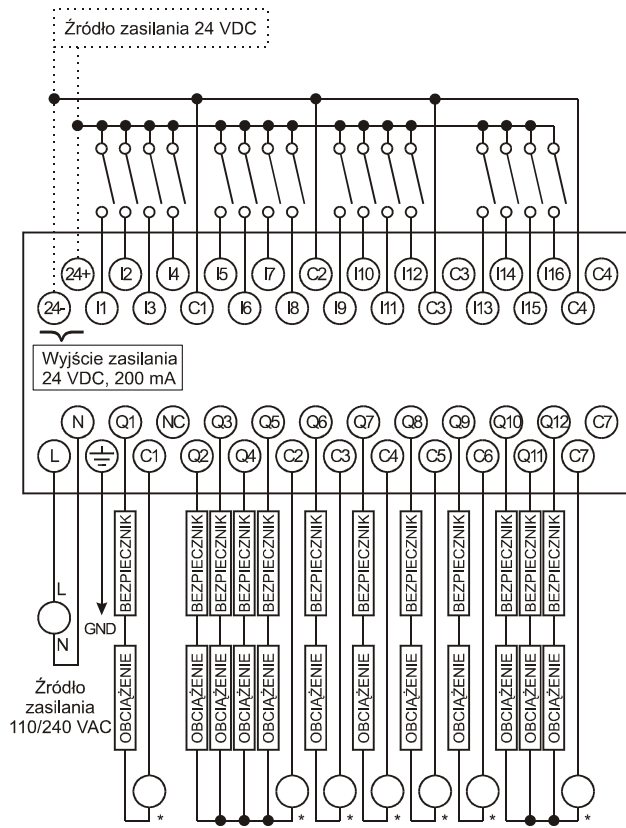 Źródło zasilania 24 VDC
24+ I2 I4 I5 I7 C2 I10 I12 C3 I14 I16 C4
24- I1 I3 C1 I6 I8 I9 I11 C3 I13 I15 C4
Wyjście zasilania
24 VDC, 200 mA
N Q1 NC Q3 Q5 Q6 Q7 Q8 Q9 Q10 Q12 C7
L C1 Q2 Q4 C2 C3 C4 C5 C6 Q11 C7
BEZPIECZNIK BEZPIECZNIK BEZPIECZNIK BEZPIECZNIK BEZPIECZNIK BEZPIECZNIK BEZPIECZNIK BEZPIECZNIK BEZPIECZNIK BEZPIECZNIK BEZPIECZNIK BEZPIECZNIK
L
N
GND
OBCIĄŻENIE OBCIĄŻENIE OBCIĄŻENIE OBCIĄŻENIE OBCIĄŻENIE OBCIĄŻENIE OBCIĄŻENIE OBCIĄŻENIE OBCIĄŻENIE OBCIĄŻENIE OBCIĄŻENIE OBCIĄŻENIE
Źródło
zasilania
110/240 VAC
* * * * * * *